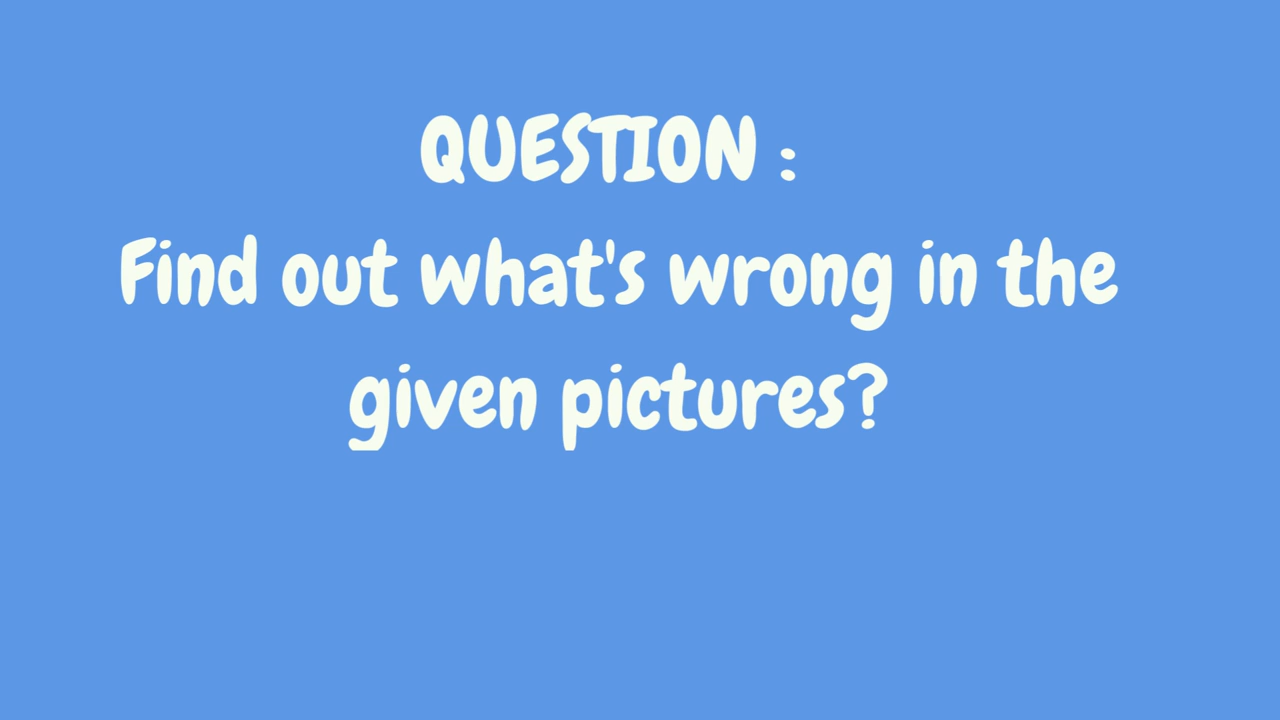 QUESTION :
Find out what's wrong in the
given pictures?